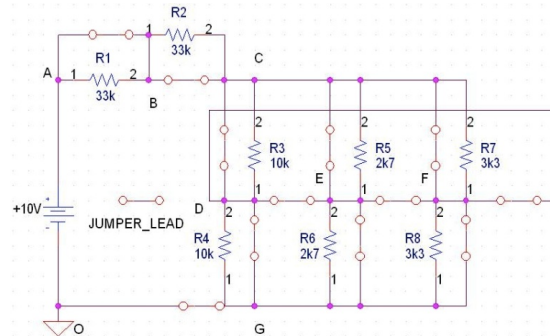 R2
1 2
33k
R1
A 1 2 C
33k
B
2 2 2
R3 R5 R7
10k 2k7 3k3
E F
1 1 1
D
+10V
JUMPER_LEAD
2 2 2
R4 R6 R8
10k 2k7 3k3
1 1 1
O G